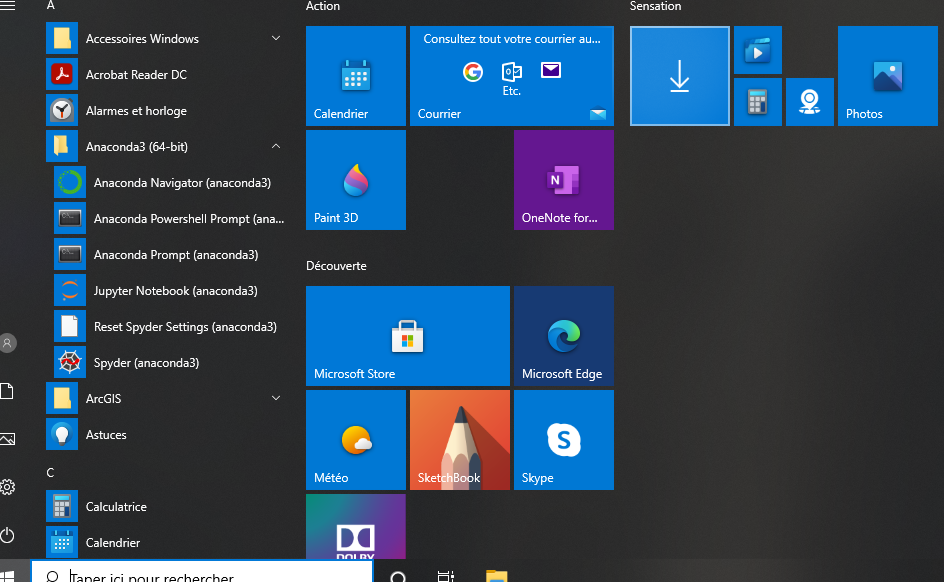 A
Accessoires Windows
Acrobat Reader DC
Alarmes et horloge
Anaconda3 (64-bit)
Anaconda Navigator (anaconda3)
Anaconda Powershell Prompt (ana...
Anaconda Prompt (anaconda3)
Jupyter Notebook (anaconda3)
Reset Spyder Settings (anaconda3)
Spyder (anaconda3)
ArcGIS
Astuces
C
Calculatrice
Calendrier
Action
Calendrier
Consultez tout votre courrier au...
Etc.
Courrier
Paint 3D
N
OneNote for...
Découverte
Microsoft Store
Microsoft Edge
Météo
SketchBook
S
Skype
DOLBY
Sensation
Photos
Taper ici pour rechercher